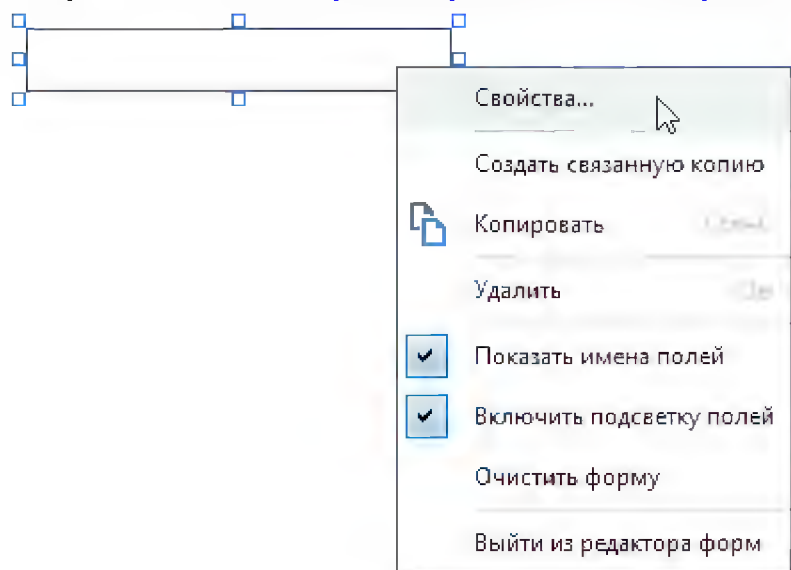 Свойства...
Создать связанную копию
Копировать
Удалить
Показать имена полей
Включить подсветку полей
Очистить форму
Выйти из редактора форм